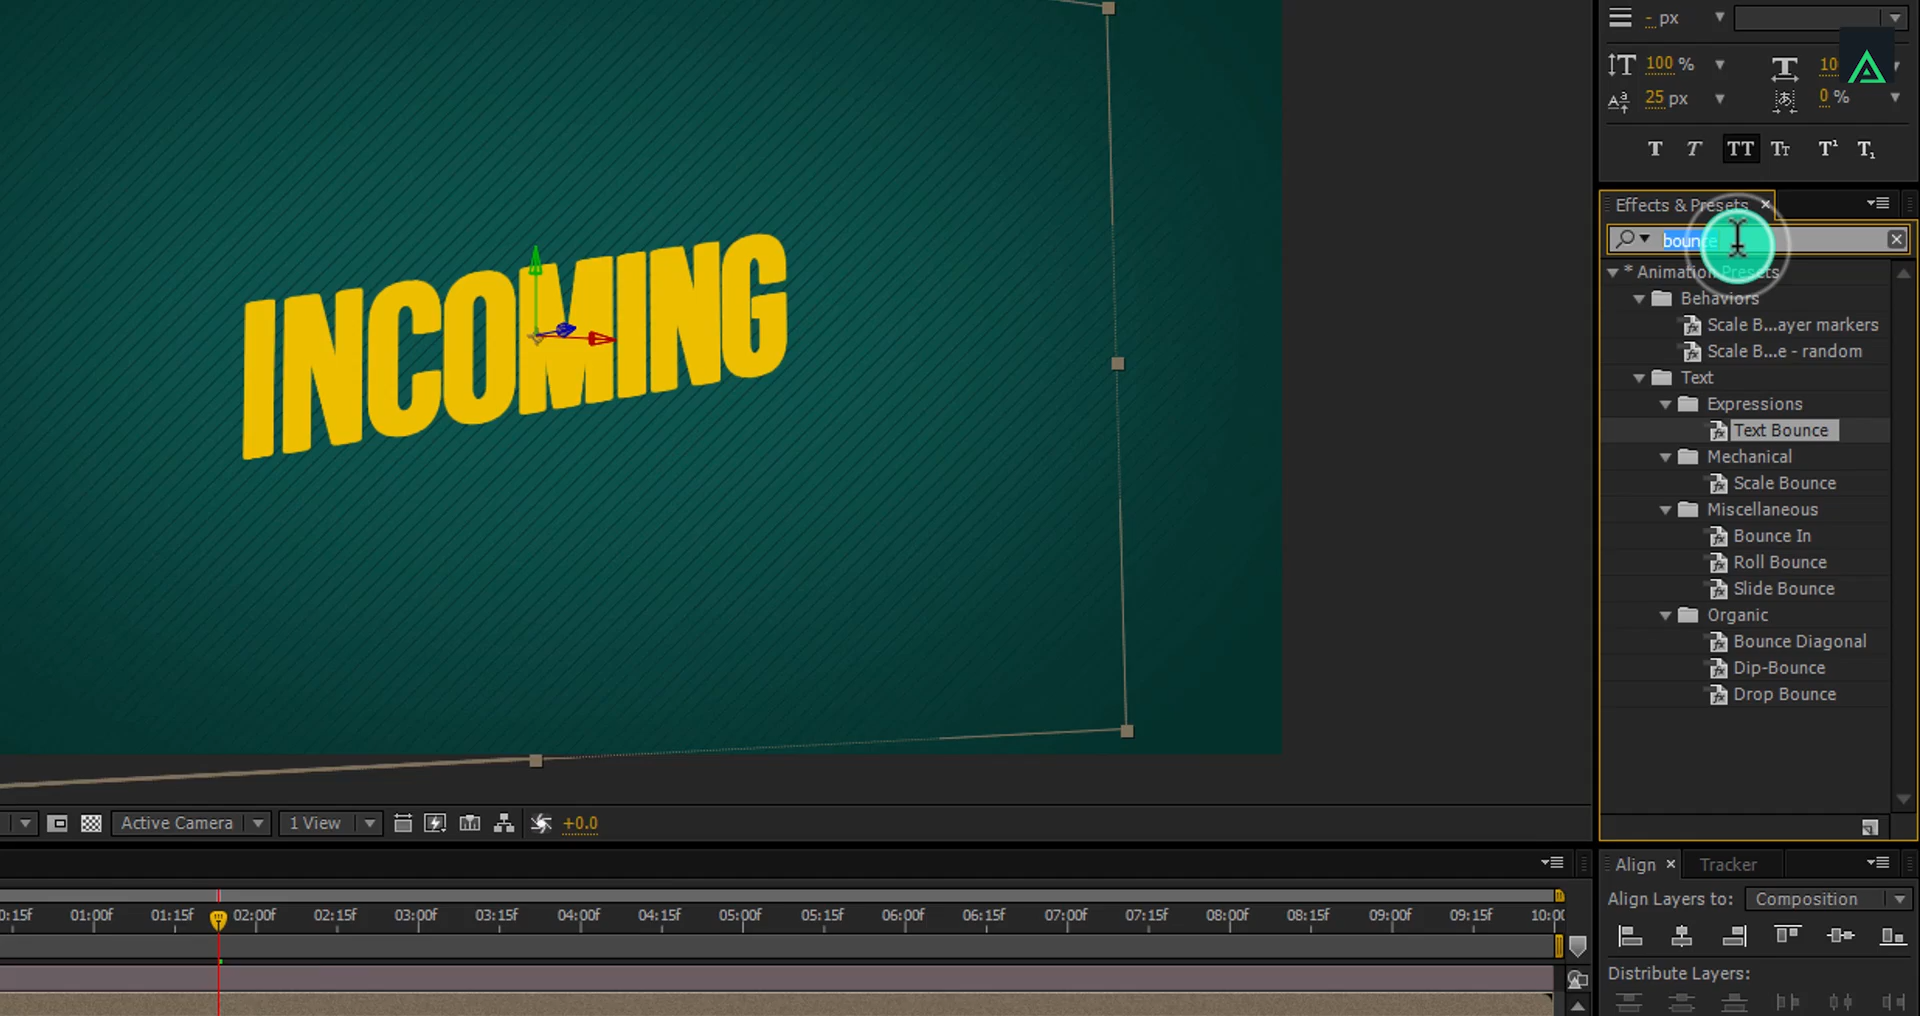 - px
100 %
10
25 px
0 %
T T TT Tt T¹ T₁
Effects & Presets ×
bounce
* Animation Presets
Behaviors
Scale B...ayer markers
Scale B...e - random
Text
Expressions
Text Bounce
Mechanical
Scale Bounce
Miscellaneous
Bounce In
Roll Bounce
Slide Bounce
Organic
Bounce Diagonal
Dip-Bounce
Drop Bounce
INCOMING
Active Camera
1 View
+0.0
Align ×
Tracker
Align Layers to:
Composition
Distribute Layers:
0:15f 01:00f 01:15f 02:00f 02:15f 03:00f 03:15f 04:00f 04:15f 05:00f 05:15f 06:00f 06:15f 07:00f 07:15f 08:00f 08:15f 09:00f 09:15f 10:00